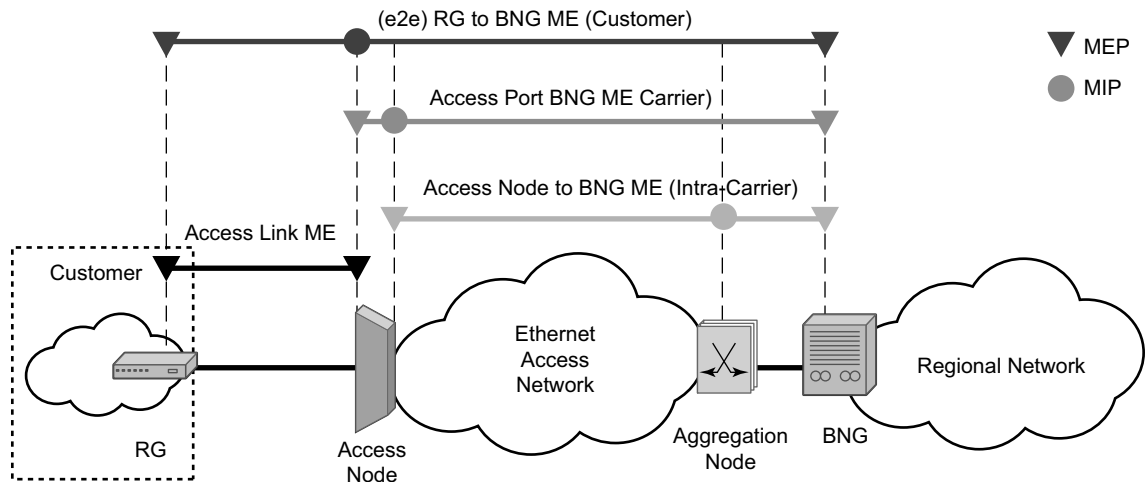 (e2e) RG to BNG ME (Customer)
MEP
MIP
Access Port BNG ME Carrier)
Access Node to BNG ME (Intra-Carrier)
Access Link ME
Customer
Ethernet
Access
Network
Regional Network
RG
Access
Node
Aggregation
Node
BNG